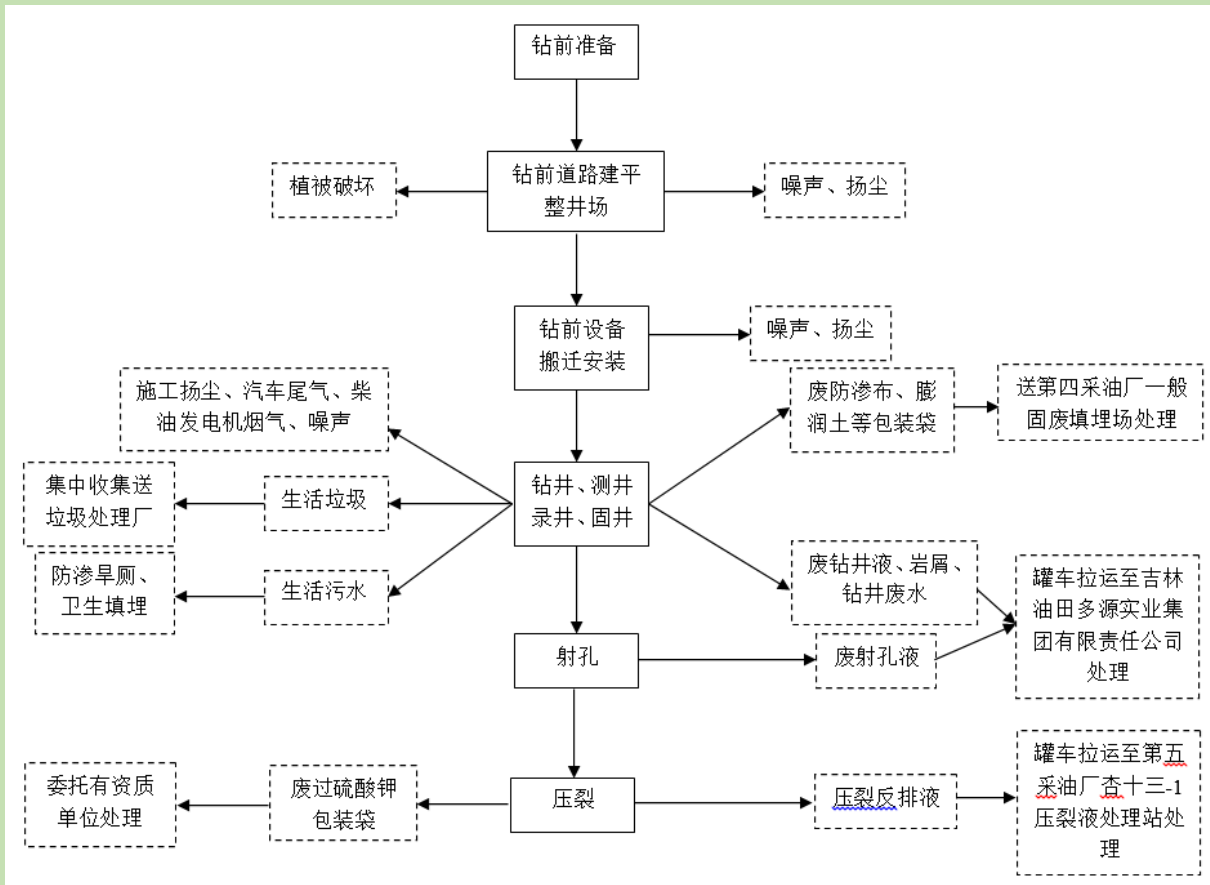 钻前准备
植被破坏
钻前道路建平
整井场
噪声、扬尘
钻前设备
搬迁安装
噪声、扬尘
施工扬尘、汽车尾气、柴
油发电机烟气、噪声
废防渗布、膨
润土等包装袋
送第四采油厂一般
固废填埋场处理
集中收集送
垃圾处理厂
生活垃圾
钻井、测井
录井、固井
防渗旱厕、
卫生填埋
生活污水
废钻井液、岩屑、
钻井废水
罐车拉运至吉林
油田多源实业集
团有限责任公司
处理
射孔
废射孔液
委托有资质
单位处理
废过硫酸钾
包装袋
压裂
压裂反排液
罐车拉运至第五
采油厂杏十三-1
压裂液处理站处
理